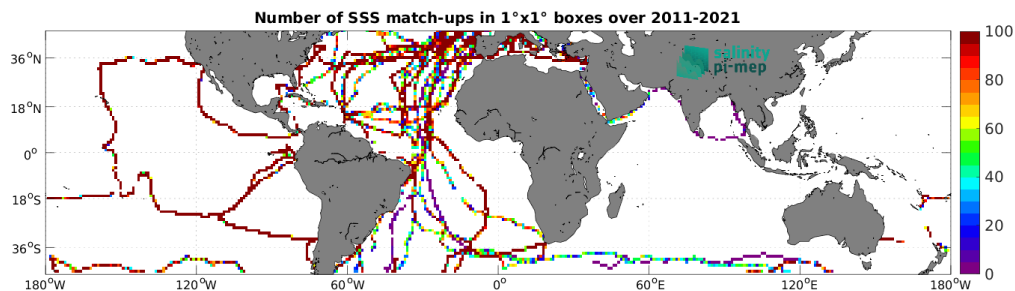 Number of SSS match-ups in 1°x1° boxes over 2011-2021
salinity
pi-mep
36°N
18°N
0°
18°S
36°S
180°W
120°W
60°W
0°
60°E
120°E
180°W
100
80
60
40
20
0